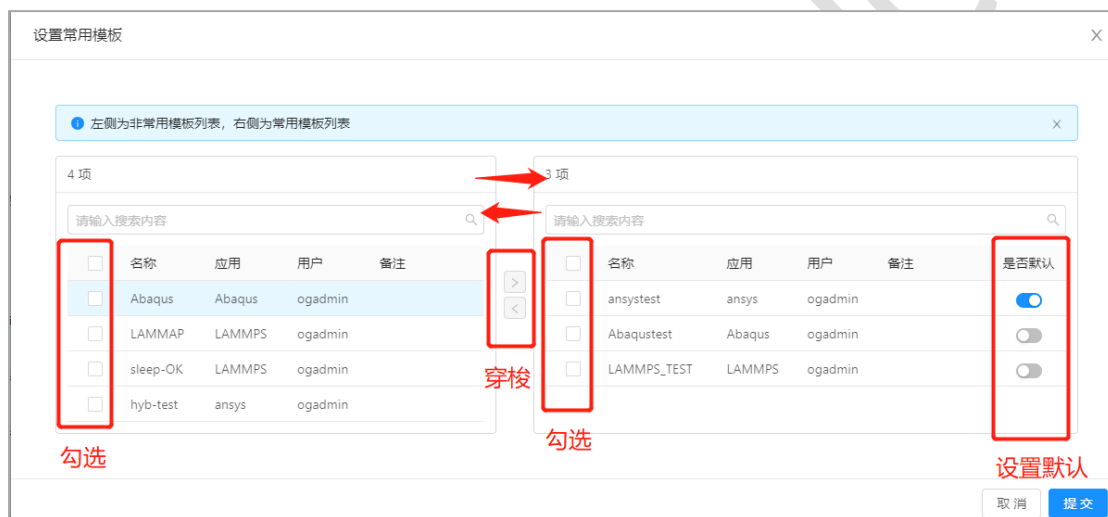 设置常用模板
左侧为非常用模板列表，右侧为常用模板列表
4 项
3 项
请输入搜索内容
请输入搜索内容
名称 应用 用户 备注
名称 应用 用户 备注 是否默认
Abaqus Abaqus ogadmin
ansystest ansys ogadmin
LAMMAP LAMMPS ogadmin
Abaqustest Abaqus ogadmin
sleep-OK LAMMPS ogadmin
LAMMPS_TEST LAMMPS ogadmin
hyb-test ansys ogadmin
穿梭
勾选
勾选
设置默认
取消 提交